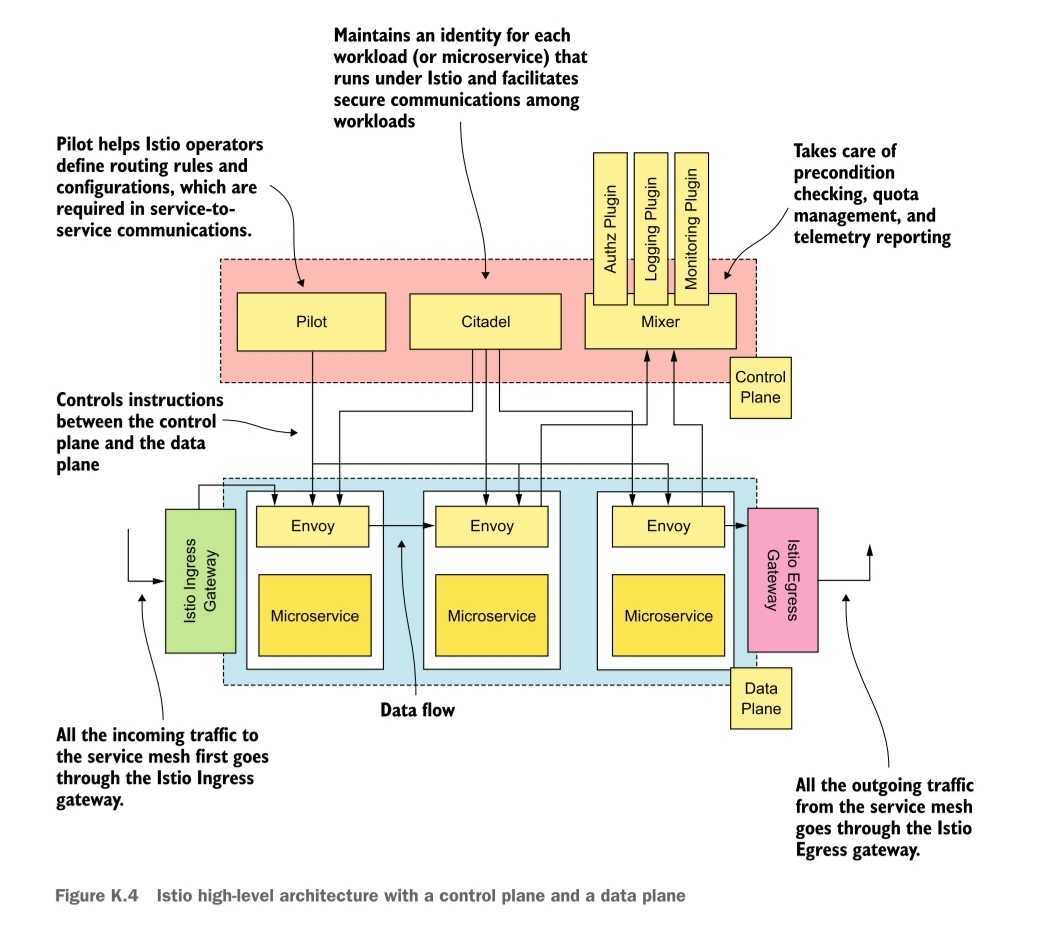 Maintains an identity for each
workload (or microservice) that
runs under Istio and facilitates
secure communications among
workloads
Pilot helps Istio operators
define routing rules and
configurations, which are
required in service-to-
service communications.
Takes care of
precondition
checking, quota
management, and
telemetry reporting
Authz Plugin
Logging Plugin
Monitoring Plugin
Pilot
Citadel
Mixer
Control
Plane
Controls instructions
between the control
plane and the data
plane
Istio Ingress
Gateway
Envoy
Envoy
Envoy
Microservice
Microservice
Microservice
Istio Egress
Gateway
Data
Plane
Data flow
All the incoming traffic to
the service mesh first goes
through the Istio Ingress
gateway.
All the outgoing traffic
from the service mesh
goes through the Istio
Egress gateway.
Figure K.4 Istio high-level architecture with a control plane and a data plane